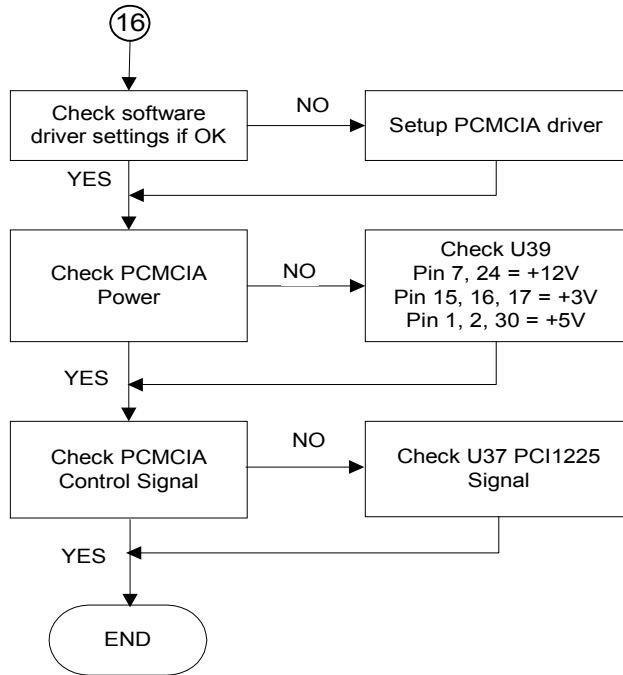 16
Check software
driver settings if OK
NO
Setup PCMCIA driver
YES
Check PCMCIA
Power
NO
Check U39
Pin 7, 24 = +12V
Pin 15, 16, 17 = +3V
Pin 1, 2, 30 = +5V
YES
Check PCMCIA
Control Signal
NO
Check U37 PCI1225
Signal
YES
END